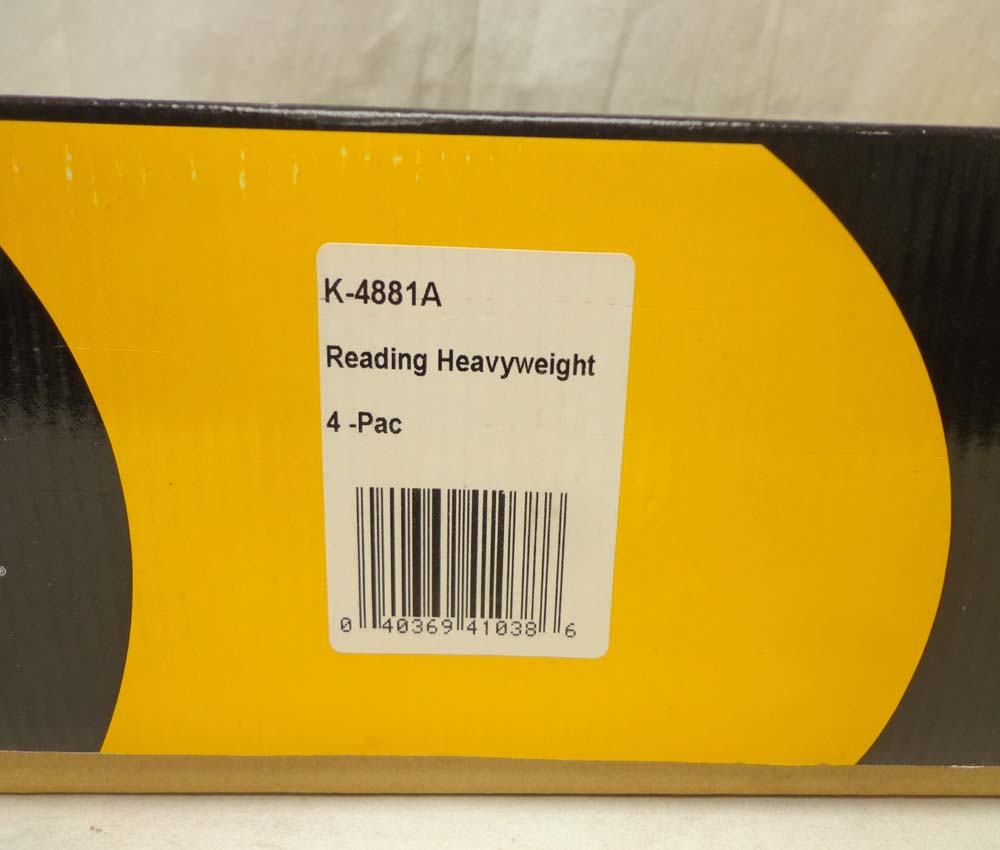 K-4881A
Reading Heavyweight
4 -Pac
0 40369 41038 6
®